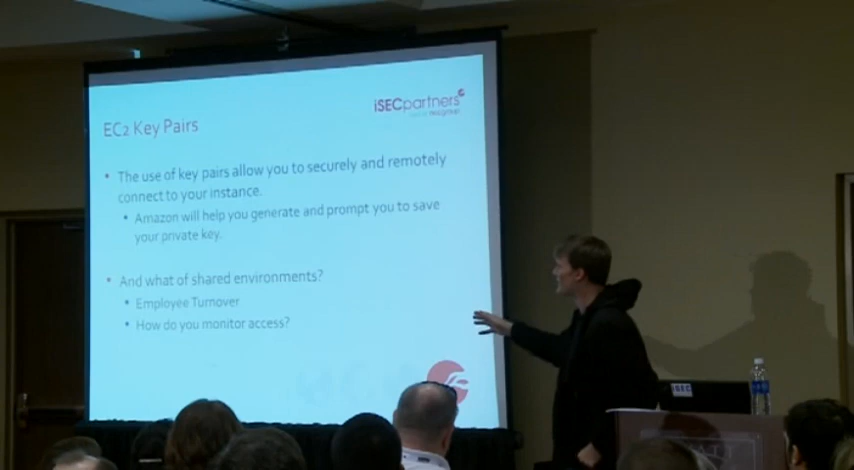 iSECpartners
EC2 Key Pairs
• The use of key pairs allow you to securely and remotely
connect to your instance.
• Amazon will help you generate and prompt you to save
your private key.
• And what of shared environments?
• Employee Turnover
• How do you monitor access?
iSEC